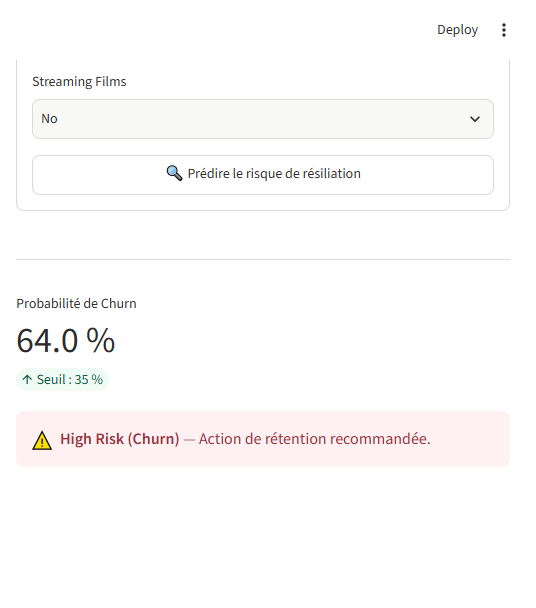 Deploy
Streaming Films
No
🔍 Prédire le risque de résiliation
Probabilité de Churn
64.0 %
↑ Seuil : 35 %
⚠️ High Risk (Churn) — Action de rétention recommandée.